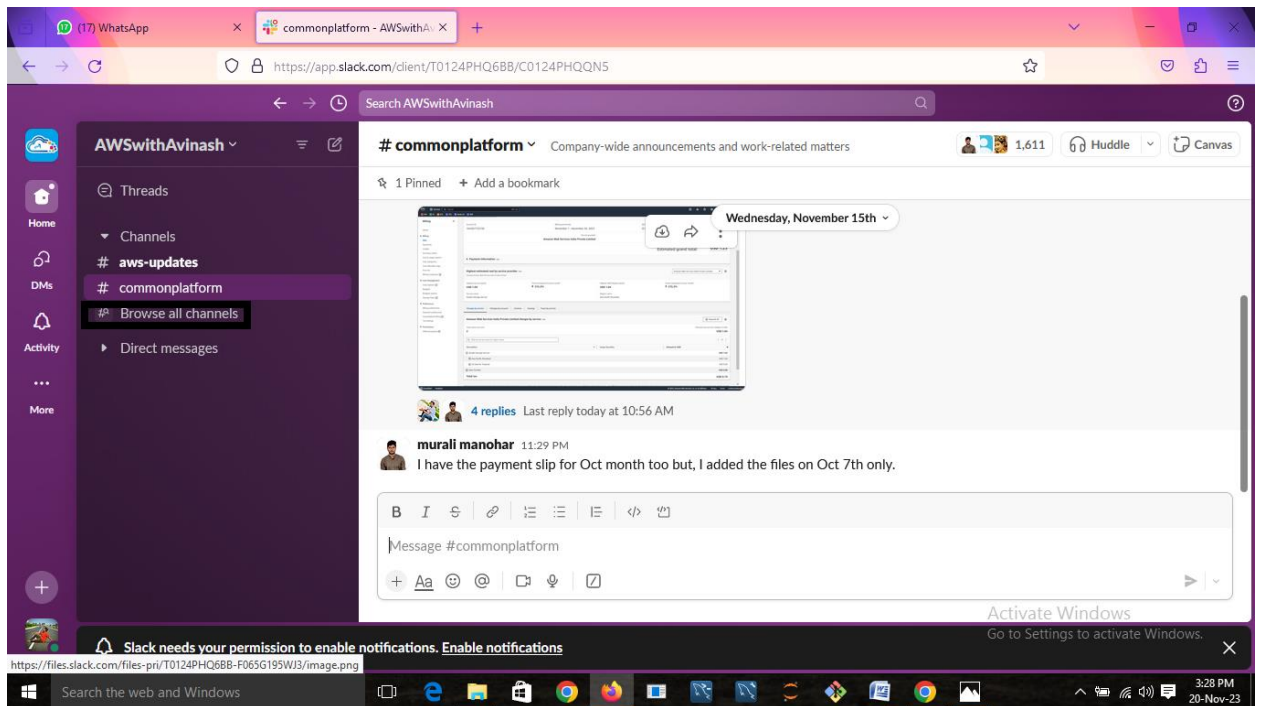 (17) WhatsApp
commonplatform - AWSwithAv
https://app.slack.com/client/T0124PHQ6BB/C0124PHQQN5
Search AWSwithAvinash
AWSwithAvinash
# commonplatform
Company-wide announcements and work-related matters
1,611
Huddle
Canvas
1 Pinned
+ Add a bookmark
Home
DMs
Activity
More
Threads
Channels
# aws-updates
# commonplatform
Browse all channels
Direct messages
Wednesday, November 15th
4 replies Last reply today at 10:56 AM
murali manohar 11:29 PM
I have the payment slip for Oct month too but, I added the files on Oct 7th only.
B I S
Message #commonplatform
+ Aa @
Activate Windows
Go to Settings to activate Windows.
Slack needs your permission to enable notifications. Enable notifications
https://files.slack.com/files-pri/T0124PHQ6BB-F065G195WJ3/image.png
Search the web and Windows
3:28 PM
20-Nov-23